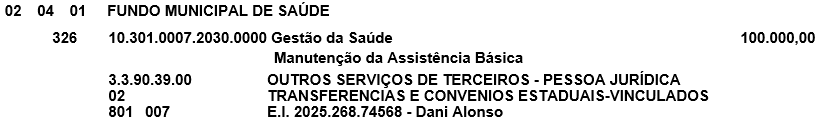 02 04 01 FUNDO MUNICIPAL DE SAÚDE
326 10.301.0007.2030.0000 Gestão da Saúde 100.000,00
Manutenção da Assistência Básica
3.3.90.39.00 OUTROS SERVIÇOS DE TERCEIROS - PESSOA JURÍDICA
02 TRANSFERENCIAS E CONVENIOS ESTADUAIS-VINCULADOS
801 007 E.I. 2025.268.74568 - Dani Alonso